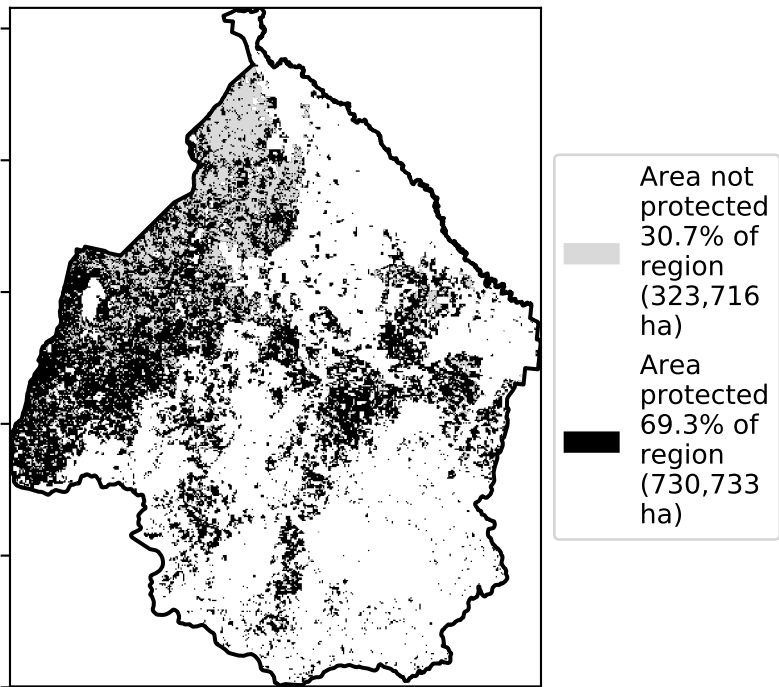 Area not
protected
30.7% of
region
(323,716
ha)
Area
protected
69.3% of
region
(730,733
ha)